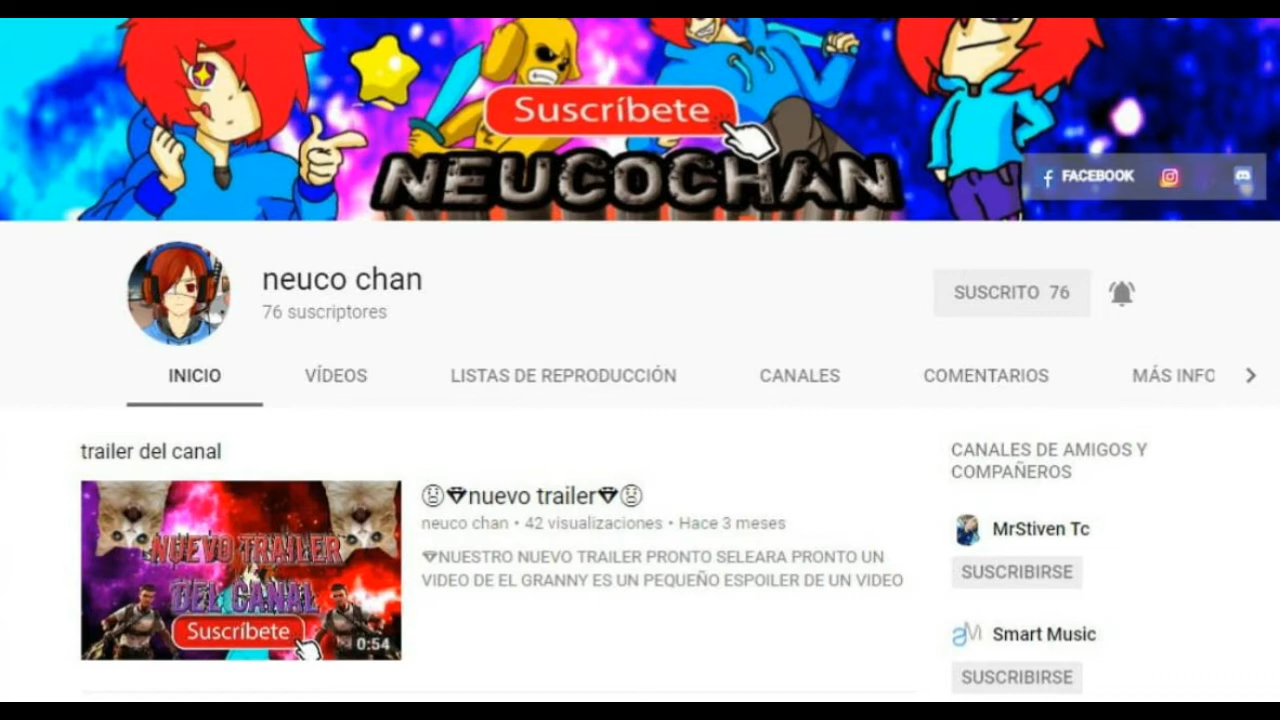 Suscríbete
NEUCOCHAN
FACEBOOK
neuco chan
76 suscriptores
SUSCRITO 76
INICIO VÍDEOS LISTAS DE REPRODUCCIÓN CANALES COMENTARIOS MÁS INFO
trailer del canal
NUEVO TRAILER
DEL CANAL
Suscríbete
0:54
nuevo trailer
neuco chan • 42 visualizaciones • Hace 3 meses
NUESTRO NUEVO TRAILER PRONTO SELEARA PRONTO UN
VIDEO DE EL GRANNY ES UN PEQUEÑO ESPOILER DE UN VIDEO
CANALES DE AMIGOS Y
COMPAÑEROS
MrStiven Tc
SUSCRIBIRSE
Smart Music
SUSCRIBIRSE